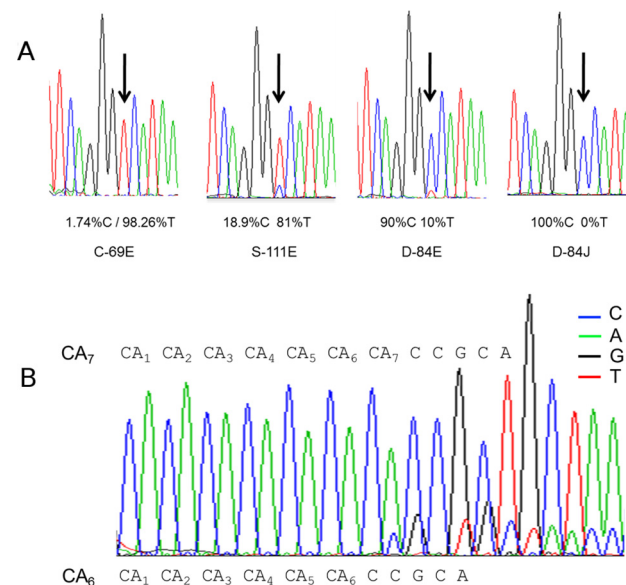 A
1.74%C / 98.26%T 18.9%C 81%T 90%C 10%T 100%C 0%T
C-69E S-111E D-84E D-84J
C
A
G
T
CA₇ CA₁ CA₂ CA₃ CA₄ CA₅ CA₆ CA₇ C C G C A
B
CA₆ CA₁ CA₂ CA₃ CA₄ CA₅ CA₆ C C G C A